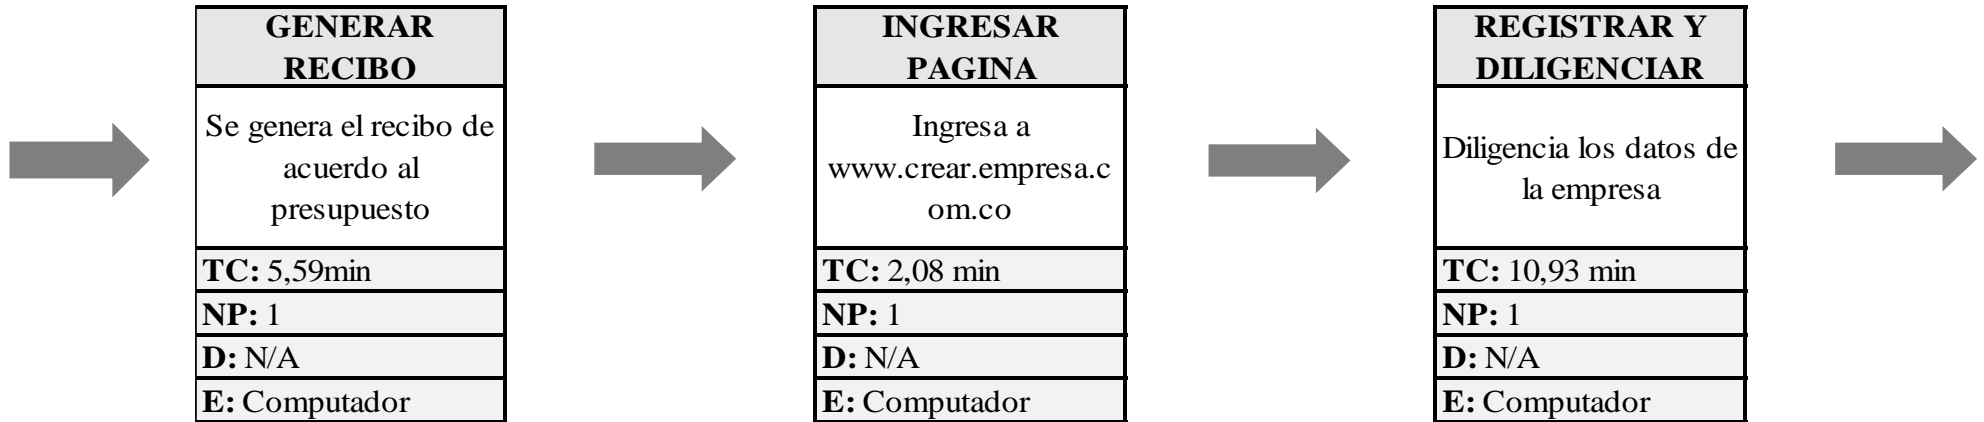 GENERAR
RECIBO
Se genera el recibo de
acuerdo al
presupuesto
TC: 5,59min
NP: 1
D: N/A
E: Computador
INGRESAR
PAGINA
Ingresa a
www.crear.empresa.c
om.co
TC: 2,08 min
NP: 1
D: N/A
E: Computador
REGISTRAR Y
DILIGENCIAR
Diligencia los datos de
la empresa
TC: 10,93 min
NP: 1
D: N/A
E: Computador